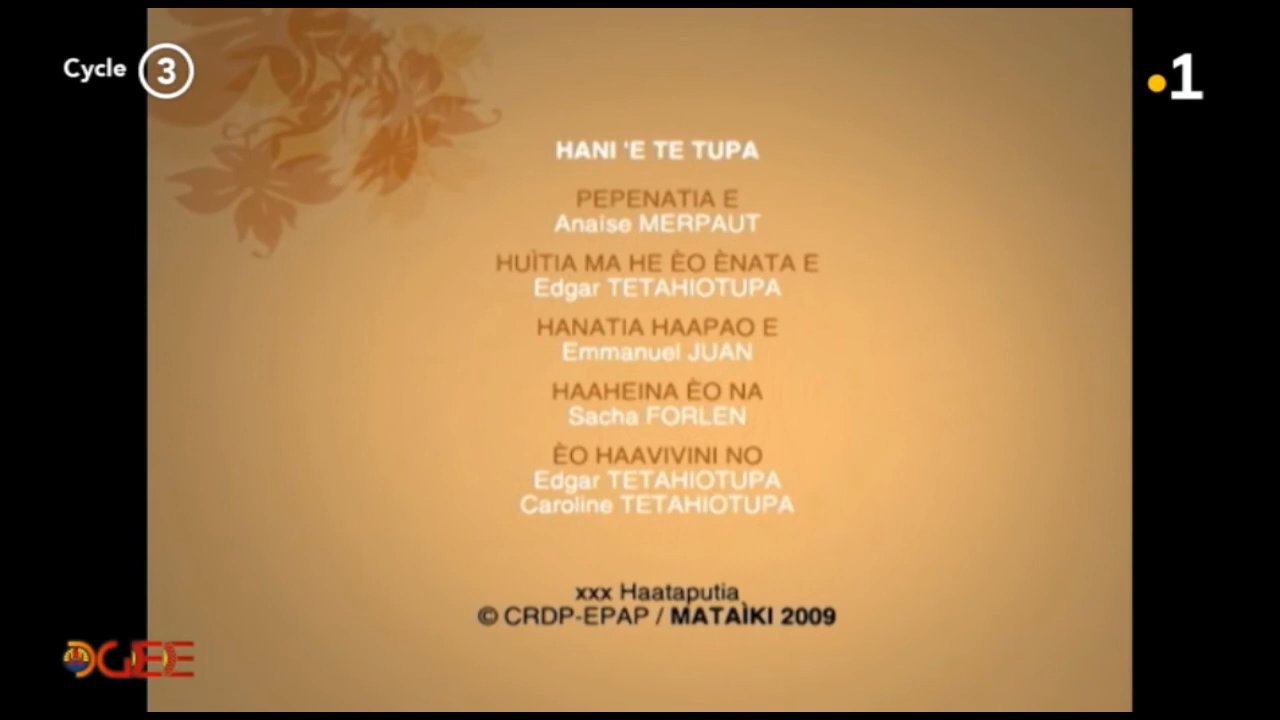 Cycle 3
1
HANI 'E TE TUPA
PEPENATIA E
Anaise MERPAUT
HUÌTIA MA HE ÈO ÈNATA E
Edgar TETAHIOTUPA
HANATIA HAAPAO E
Emmanuel JUAN
HAAHEINA ÈO NA
Sacha FORLEN
ÈO HAAVIVINI NO
Edgar TETAHIOTUPA
Caroline TETAHIOTUPA
xxx Haataputia
© CRDP-EPAP / MATAÌKI 2009
DGEE